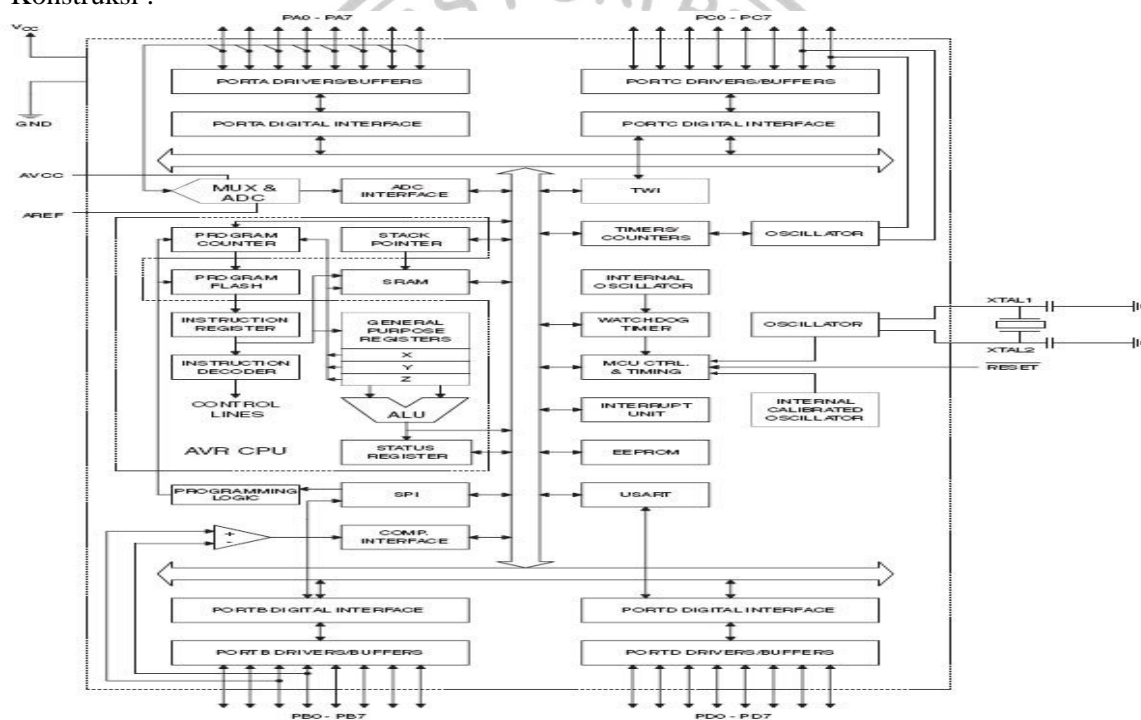 Konstruksi :
PA0 - PA7
PC0 - PC7
VCC
PORTA DRIVERS/BUFFERS
PORTC DRIVERS/BUFFERS
GND
PORTA DIGITAL INTERFACE
PORTC DIGITAL INTERFACE
AVCC
MUX &
ADC
ADC
INTERFACE
TWI
AREF
PROGRAM
COUNTER
STACK
POINTER
TIMERS/
COUNTERS
OSCILLATOR
PROGRAM
FLASH
SRAM
INTERNAL
OSCILLATOR
XTAL1
INSTRUCTION
REGISTER
GENERAL
PURPOSE
REGISTERS
WATCHDOG
TIMER
OSCILLATOR
X
XTAL2
INSTRUCTION
DECODER
Y
MCU CTRL.
& TIMING
RESET
Z
CONTROL
LINES
INTERRUPT
UNIT
INTERNAL
CALIBRATED
OSCILLATOR
ALU
AVR CPU
STATUS
REGISTER
EEPROM
PROGRAMMING
LOGIC
SPI
USART
+
-
COMP.
INTERFACE
PORTB DIGITAL INTERFACE
PORTD DIGITAL INTERFACE
PORTB DRIVERS/BUFFERS
PORTD DRIVERS/BUFFERS
PB0 - PB7
PD0 - PD7